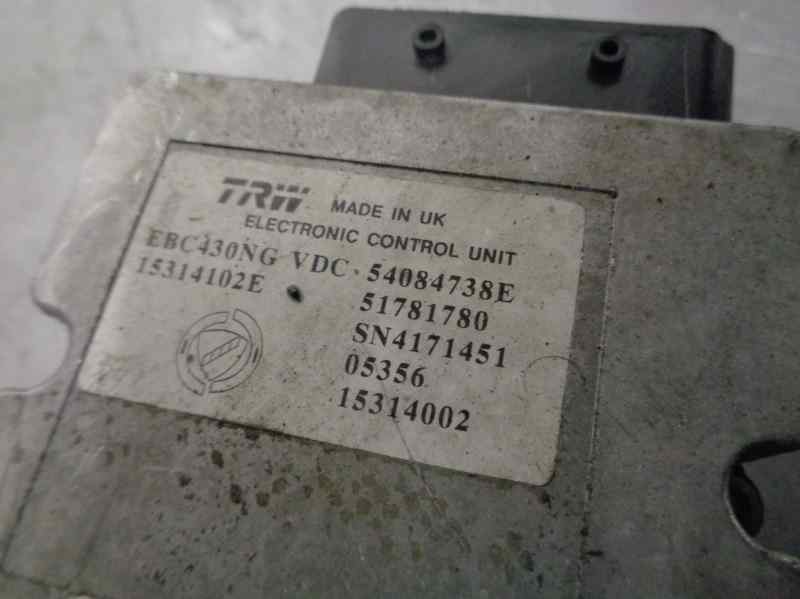 TRW MADE IN UK
ELECTRONIC CONTROL UNIT
EBC430NG VDC 54084738E
15314102E 51781780
SN4171451
05356
15314002